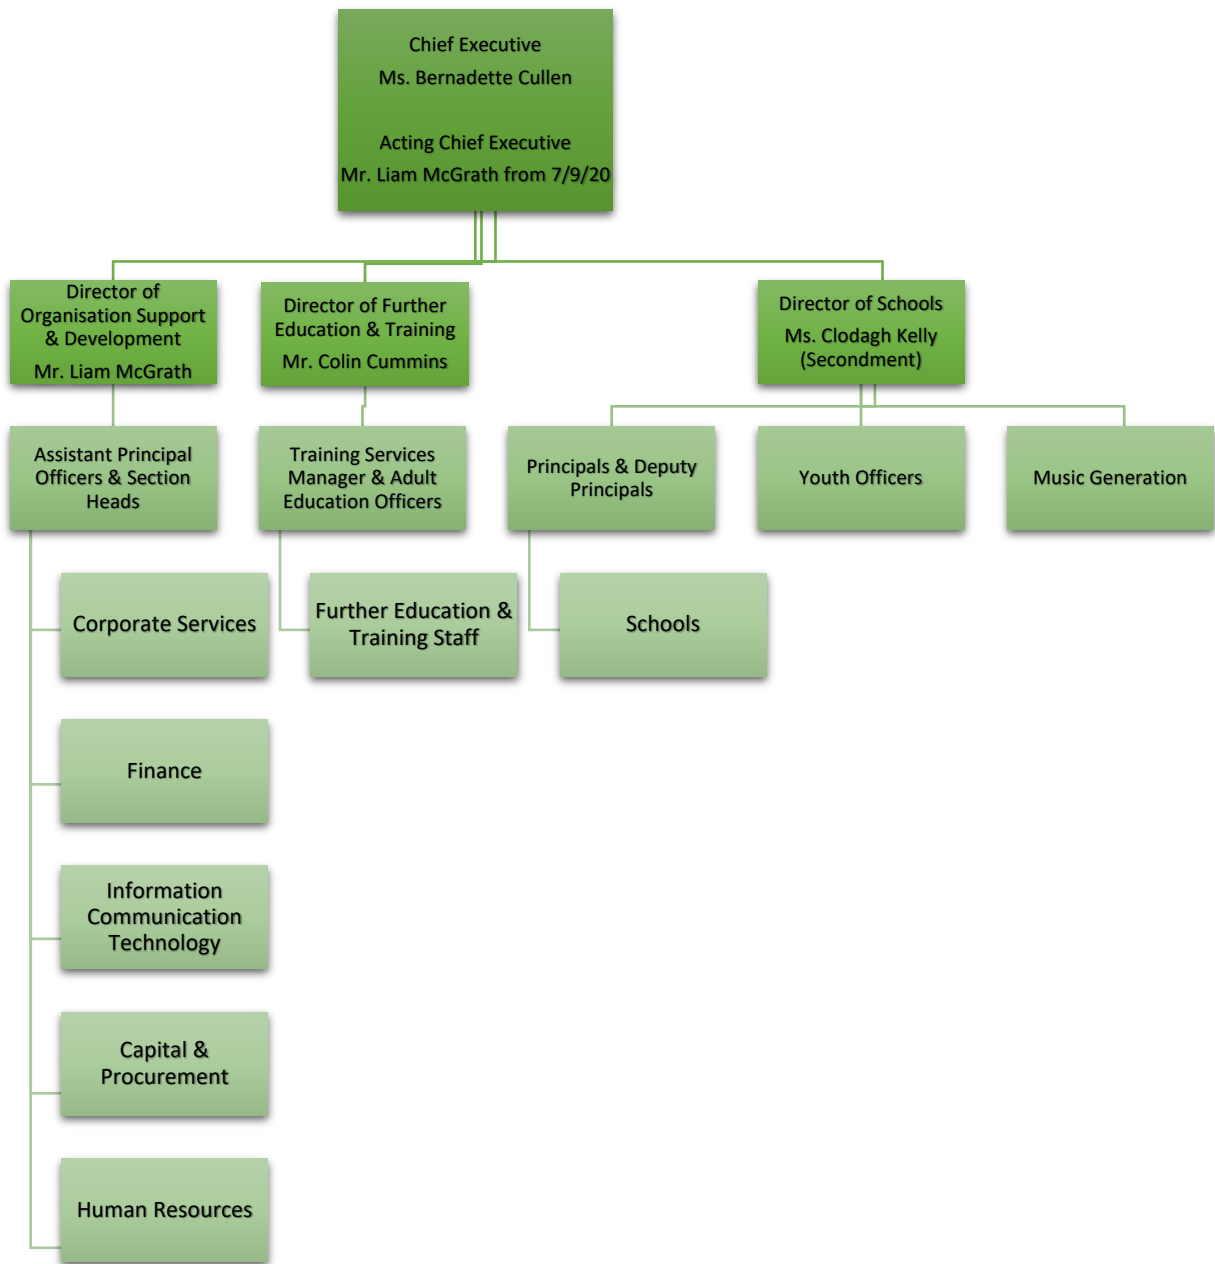 Chief Executive
Ms. Bernadette Cullen
Acting Chief Executive
Mr. Liam McGrath from 7/9/20
Director of
Organisation Support
& Development
Mr. Liam McGrath
Director of Further
Education & Training
Mr. Colin Cummins
Director of Schools
Ms. Clodagh Kelly
(Secondment)
Assistant Principal
Officers & Section
Heads
Training Services
Manager & Adult
Education Officers
Principals & Deputy
Principals
Youth Officers
Music Generation
Corporate Services
Further Education &
Training Staff
Schools
Finance
Information
Communication
Technology
Capital &
Procurement
Human Resources